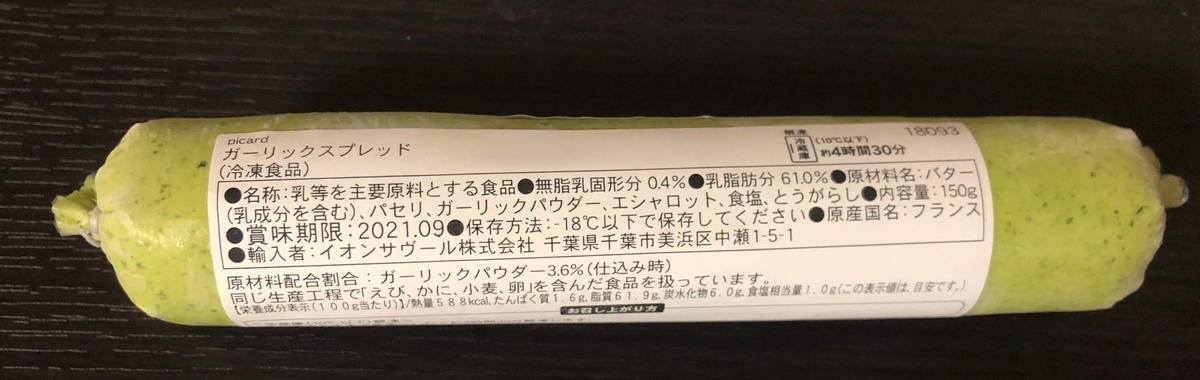 picard
ガーリックスプレッド
(冷凍食品)
解凍
冷蔵庫
(10℃以下)
約4時間30分
18093
●名称:乳等を主要原料とする食品●無脂乳固形分 0.4%●乳脂肪分 61.0%●原材料名:バター
(乳成分を含む)、パセリ、ガーリックパウダー、エシャロット、食塩、とうがらし●内容量:150g
●賞味期限:2021.09●保存方法:-18℃以下で保存してください●原産国名:フランス
●輸入者:イオンサヴール株式会社 千葉県千葉市美浜区中瀬1-5-1
原材料配合割合:ガーリックパウダー3.6%(仕込み時)
同じ生産工程で「えび、かに、小麦、卵」を含んだ食品を扱っています。
【栄養成分表示(100g当たり)】/熱量588kcal,たんぱく質1.6g,脂質61.9g,炭水化物6.0g,食塩相当量1.0g(この表示値は、目安です。)
お召し上がり方